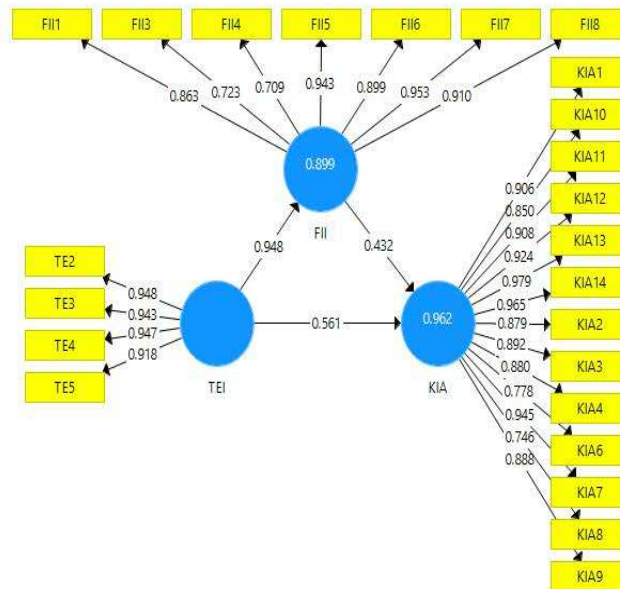 FII1 FII3 FII4 FII5 FII6 FII7 FII8
0.863 0.723 0.709 0.943 0.899 0.953 0.910
0.899
FII
0.948
0.432
TE2
TE3
TE4
TE5
0.948
0.943
0.947
0.918
TEI
0.561
0.962
KIA
0.906
0.850
0.908
0.924
0.979
0.965
0.879
0.892
0.880
0.778
0.945
0.746
0.888
KIA1
KIA10
KIA11
KIA12
KIA13
KIA14
KIA2
KIA3
KIA4
KIA6
KIA7
KIA8
KIA9